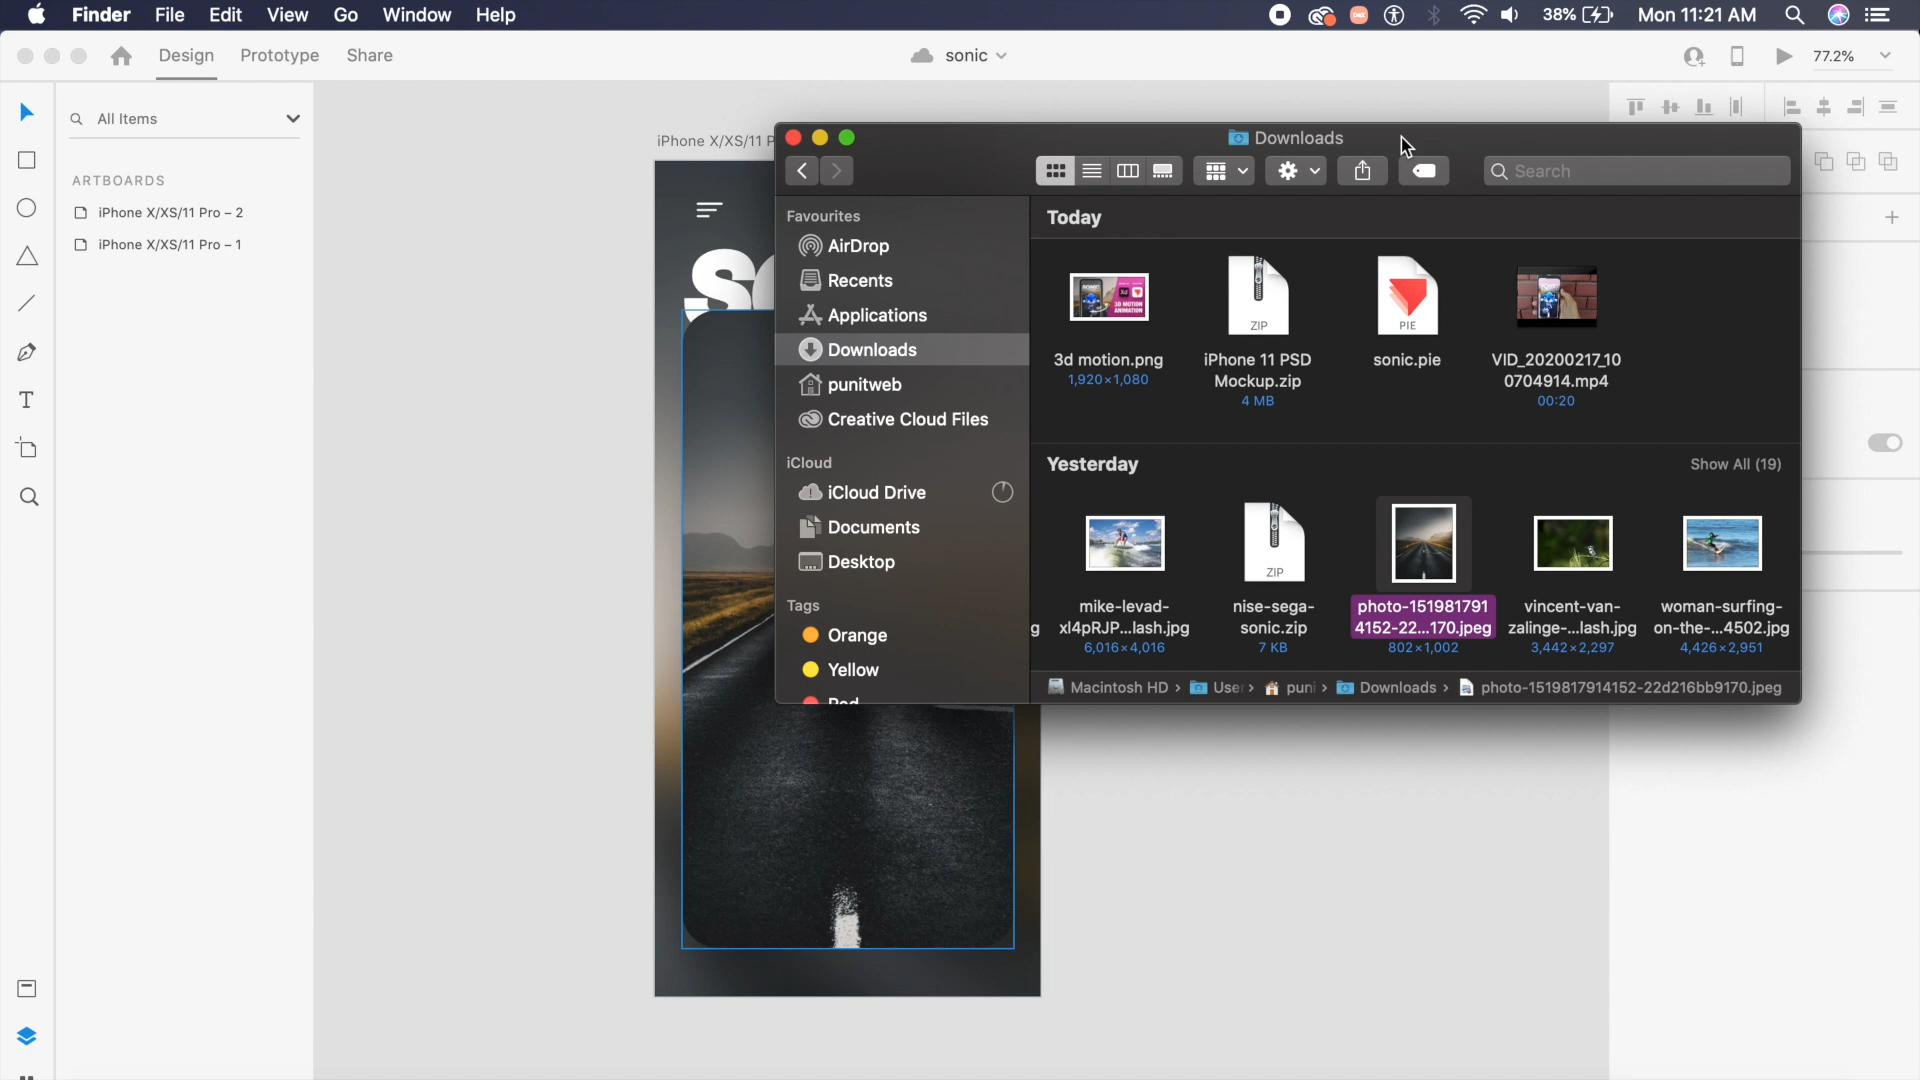 Finder File Edit View Go Window Help
38% Mon 11:21 AM
Design Prototype Share
sonic
77.2%
All Items
ARTBOARDS
iPhone X/XS/11 Pro – 2
iPhone X/XS/11 Pro – 1
iPhone X/XS/11 P
Downloads
Search
Favourites
AirDrop
Recents
Applications
Downloads
punitweb
Creative Cloud Files
iCloud
iCloud Drive
Documents
Desktop
Tags
Orange
Yellow
Red
Today
ZIP
PIE
3d motion.png
1,920×1,080
iPhone 11 PSD
Mockup.zip
4 MB
sonic.pie
VID_20200217_10
0704914.mp4
00:20
Yesterday
Show All (19)
ZIP
g
mike-levad-
xl4pRJP...lash.jpg
6,016×4,016
nise-sega-
sonic.zip
7 KB
photo-151981791
4152-22...170.jpeg
802×1,002
vincent-van-
zalinge-...lash.jpg
3,442×2,297
woman-surfing-
on-the-...4502.jpg
4,426×2,951
Macintosh HD › User › puni › Downloads › photo-1519817914152-22d216bb9170.jpeg